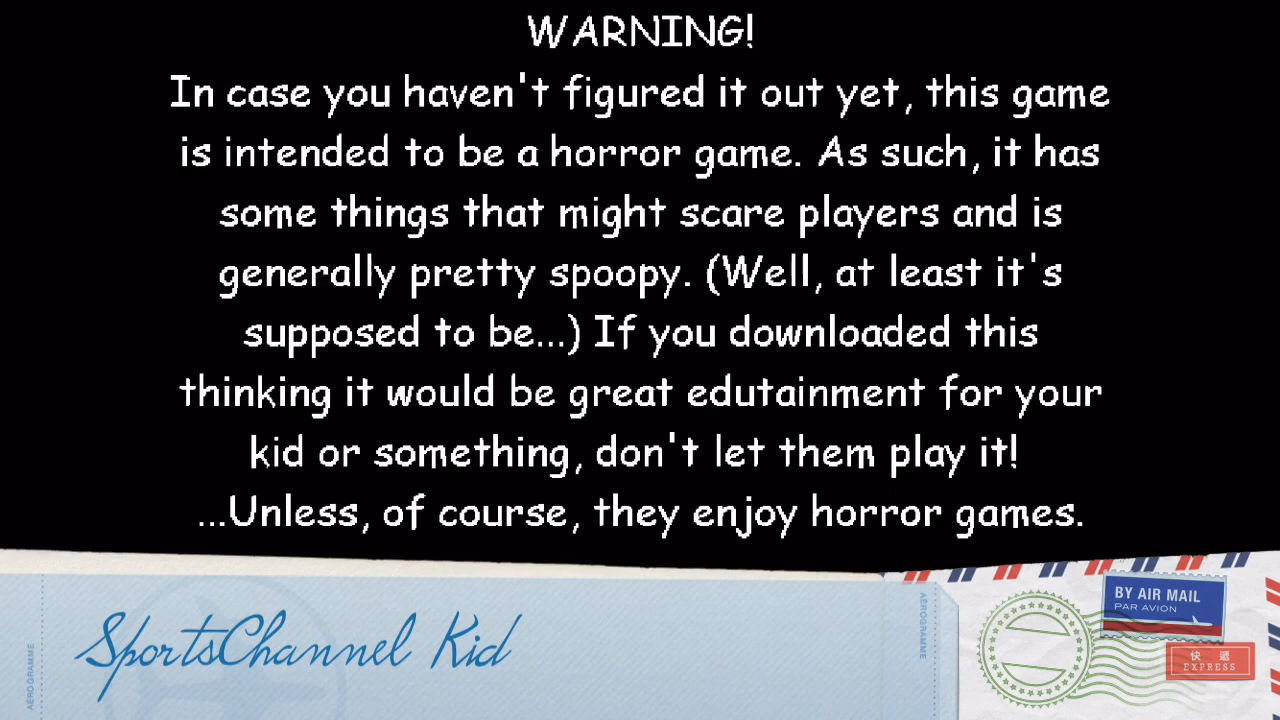 WARNING!
In case you haven't figured it out yet, this game
is intended to be a horror game. As such, it has
some things that might scare players and is
generally pretty spoopy. (Well, at least it's
supposed to be...) If you downloaded this
thinking it would be great edutainment for your
kid or something, don't let them play it!
...Unless, of course, they enjoy horror games.
SportsChannel Kid
AÉROGRAMME
AÉROGRAMME
BY AIR MAIL
PAR AVION
快 遞
EXPRESS